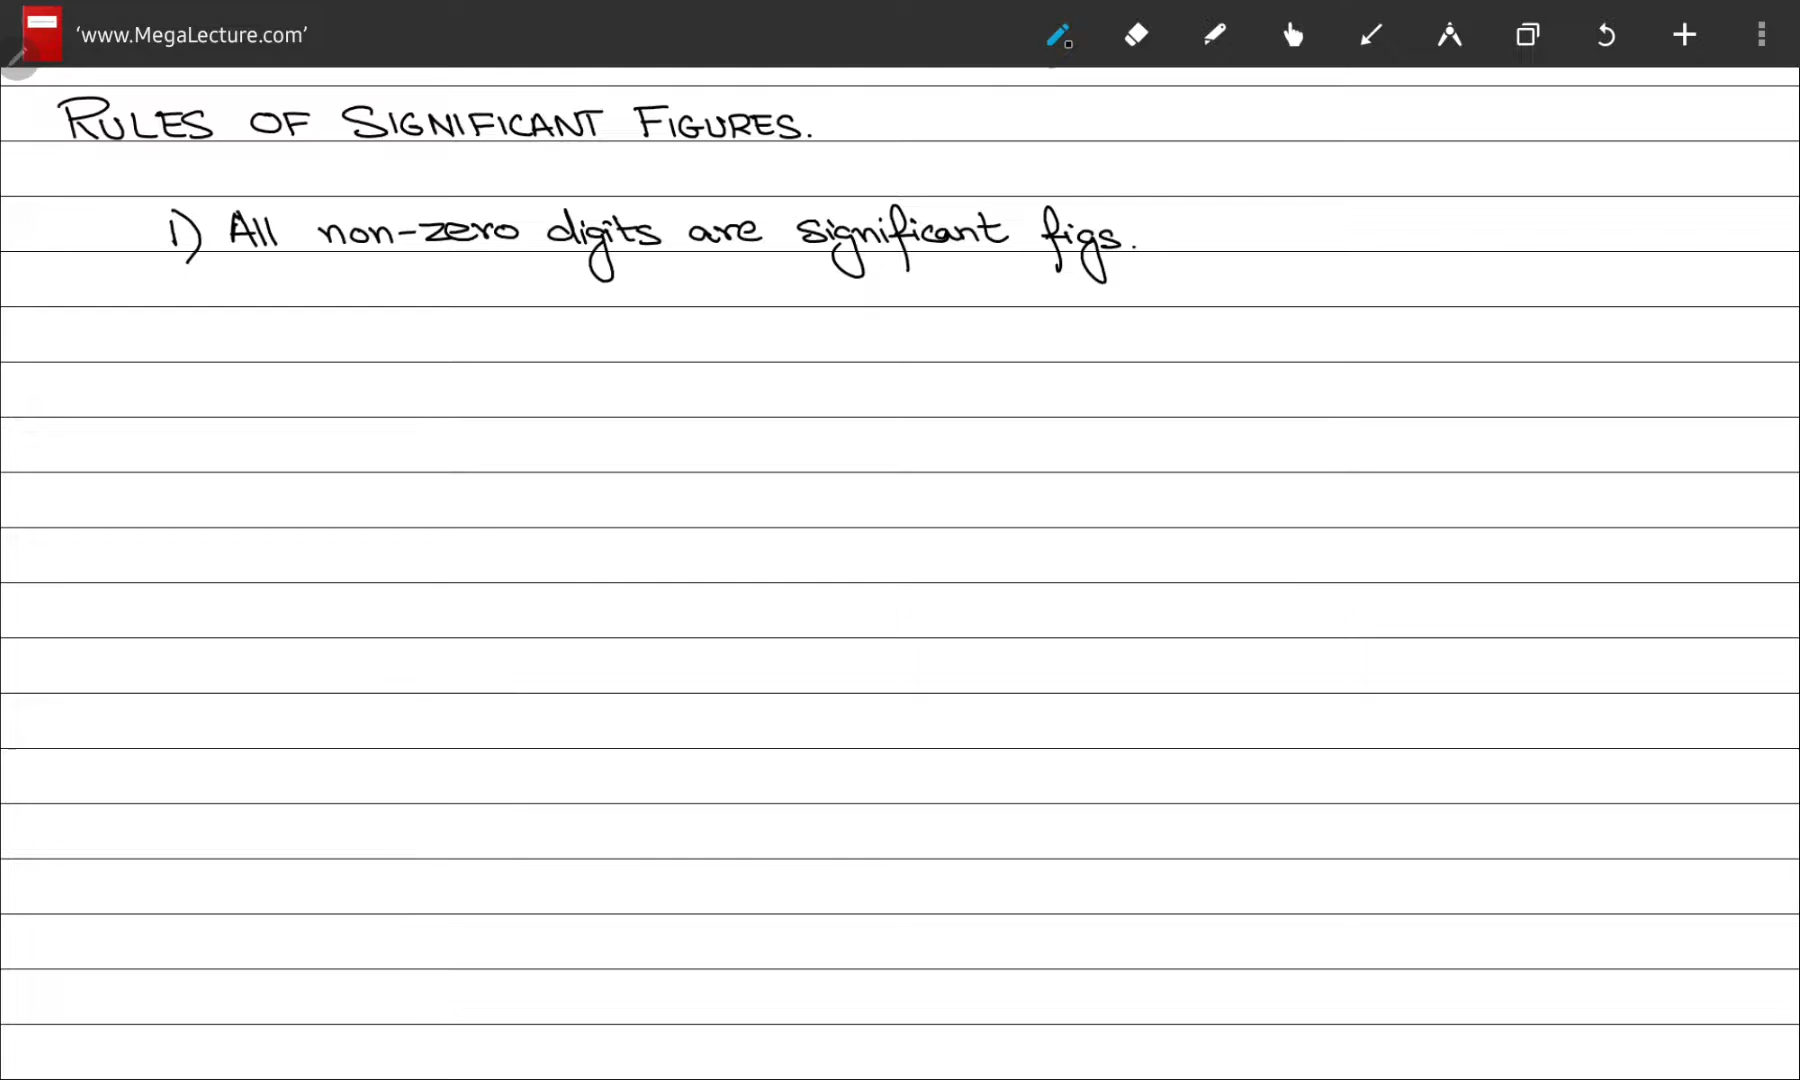 ‘www.MegaLecture.com’
RULES OF SIGNIFICANT FIGURES.
1) All non-zero digits are significant figs.